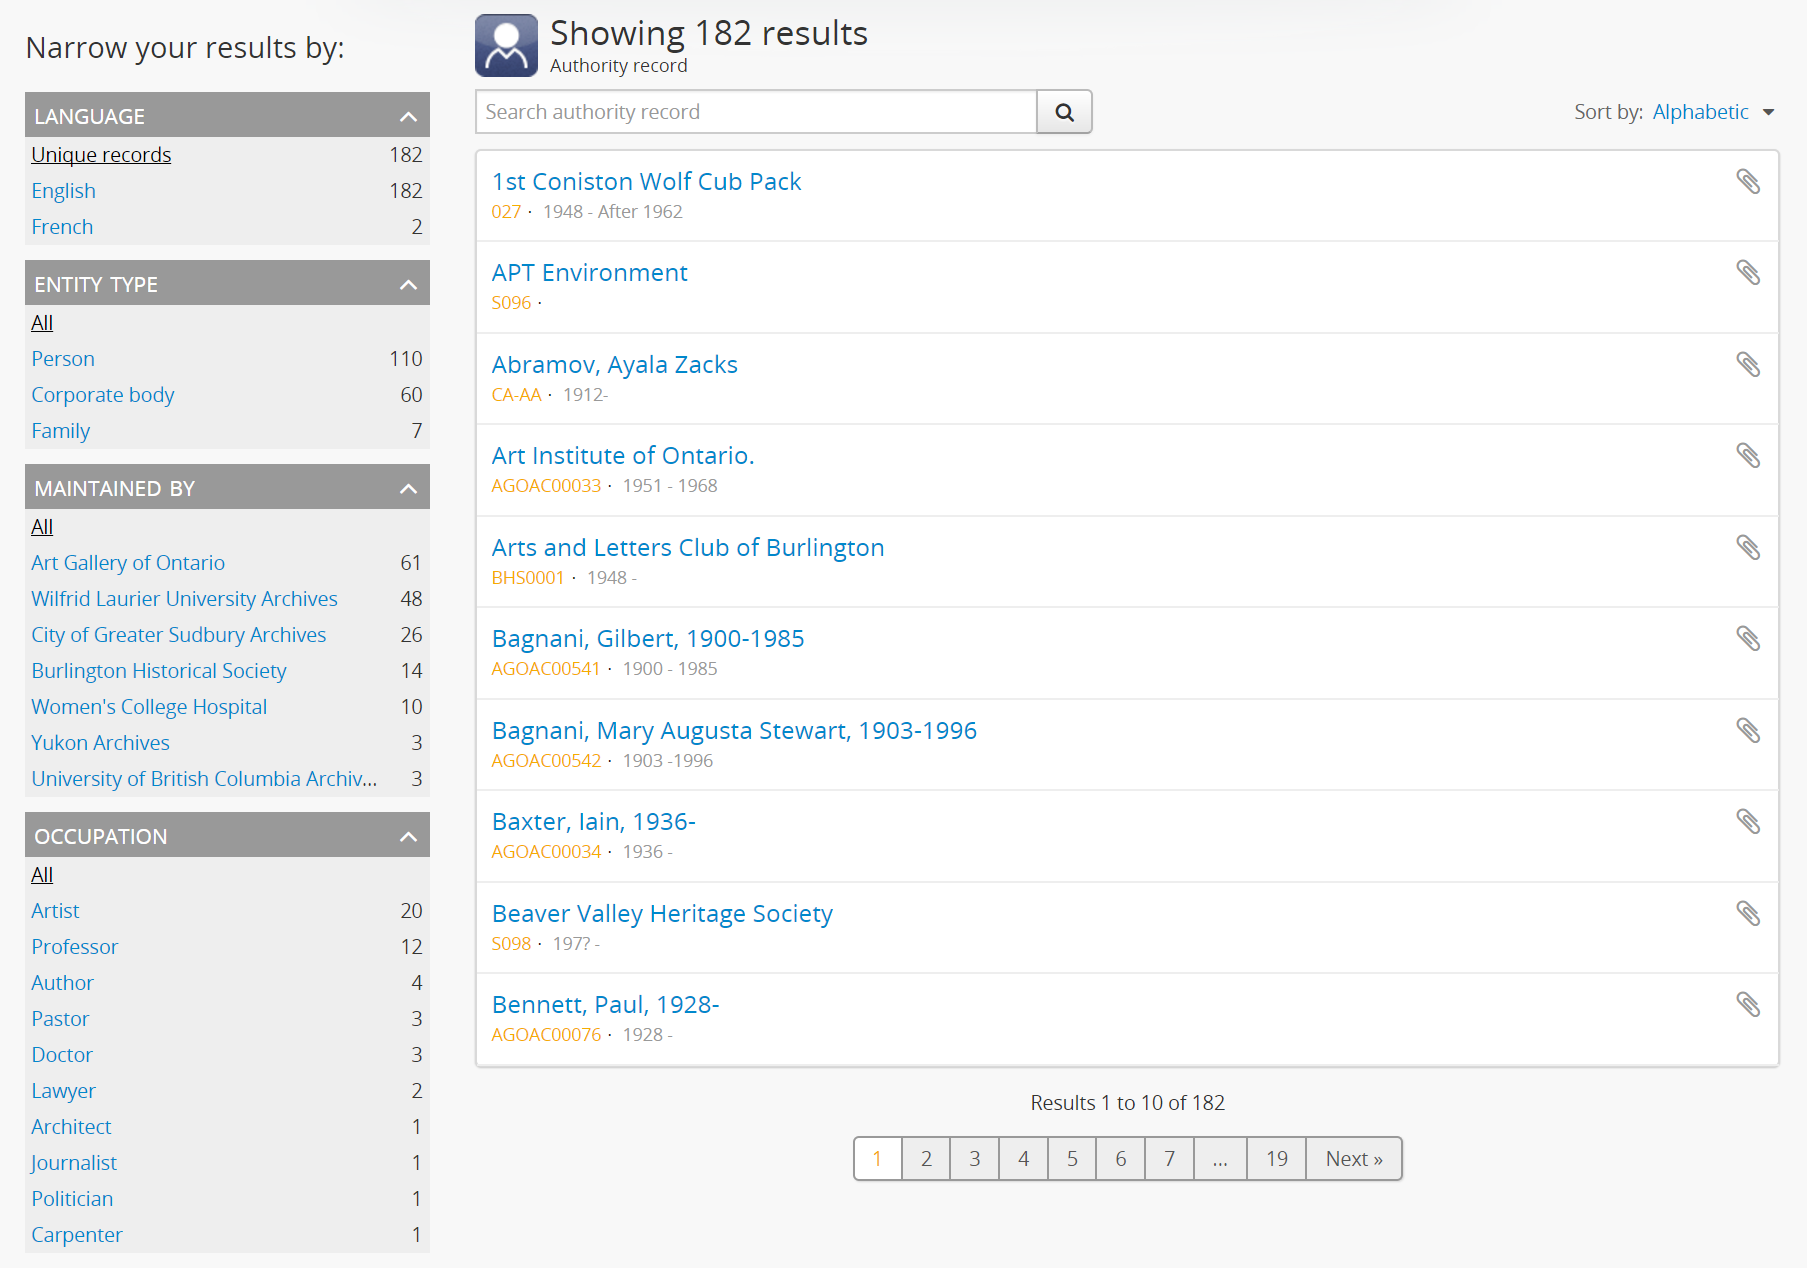 Narrow your results by:
LANGUAGE
Unique records 182
English 182
French 2
ENTITY TYPE
All
Person 110
Corporate body 60
Family 7
MAINTAINED BY
All
Art Gallery of Ontario 61
Wilfrid Laurier University Archives 48
City of Greater Sudbury Archives 26
Burlington Historical Society 14
Women's College Hospital 10
Yukon Archives 3
University of British Columbia Archiv... 3
OCCUPATION
All
Artist 20
Professor 12
Author 4
Pastor 3
Doctor 3
Lawyer 2
Architect 1
Journalist 1
Politician 1
Carpenter 1
Showing 182 results
Authority record
Search authority record
Sort by: Alphabetic
1st Coniston Wolf Cub Pack
027 · 1948 - After 1962
APT Environment
S096 ·
Abramov, Ayala Zacks
CA-AA · 1912-
Art Institute of Ontario.
AGOAC00033 · 1951 - 1968
Arts and Letters Club of Burlington
BHS0001 · 1948 -
Bagnani, Gilbert, 1900-1985
AGOAC00541 · 1900 - 1985
Bagnani, Mary Augusta Stewart, 1903-1996
AGOAC00542 · 1903 -1996
Baxter, Iain, 1936-
AGOAC00034 · 1936 -
Beaver Valley Heritage Society
S098 · 197? -
Bennett, Paul, 1928-
AGOAC00076 · 1928 -
Results 1 to 10 of 182
1 2 3 4 5 6 7 ... 19 Next »